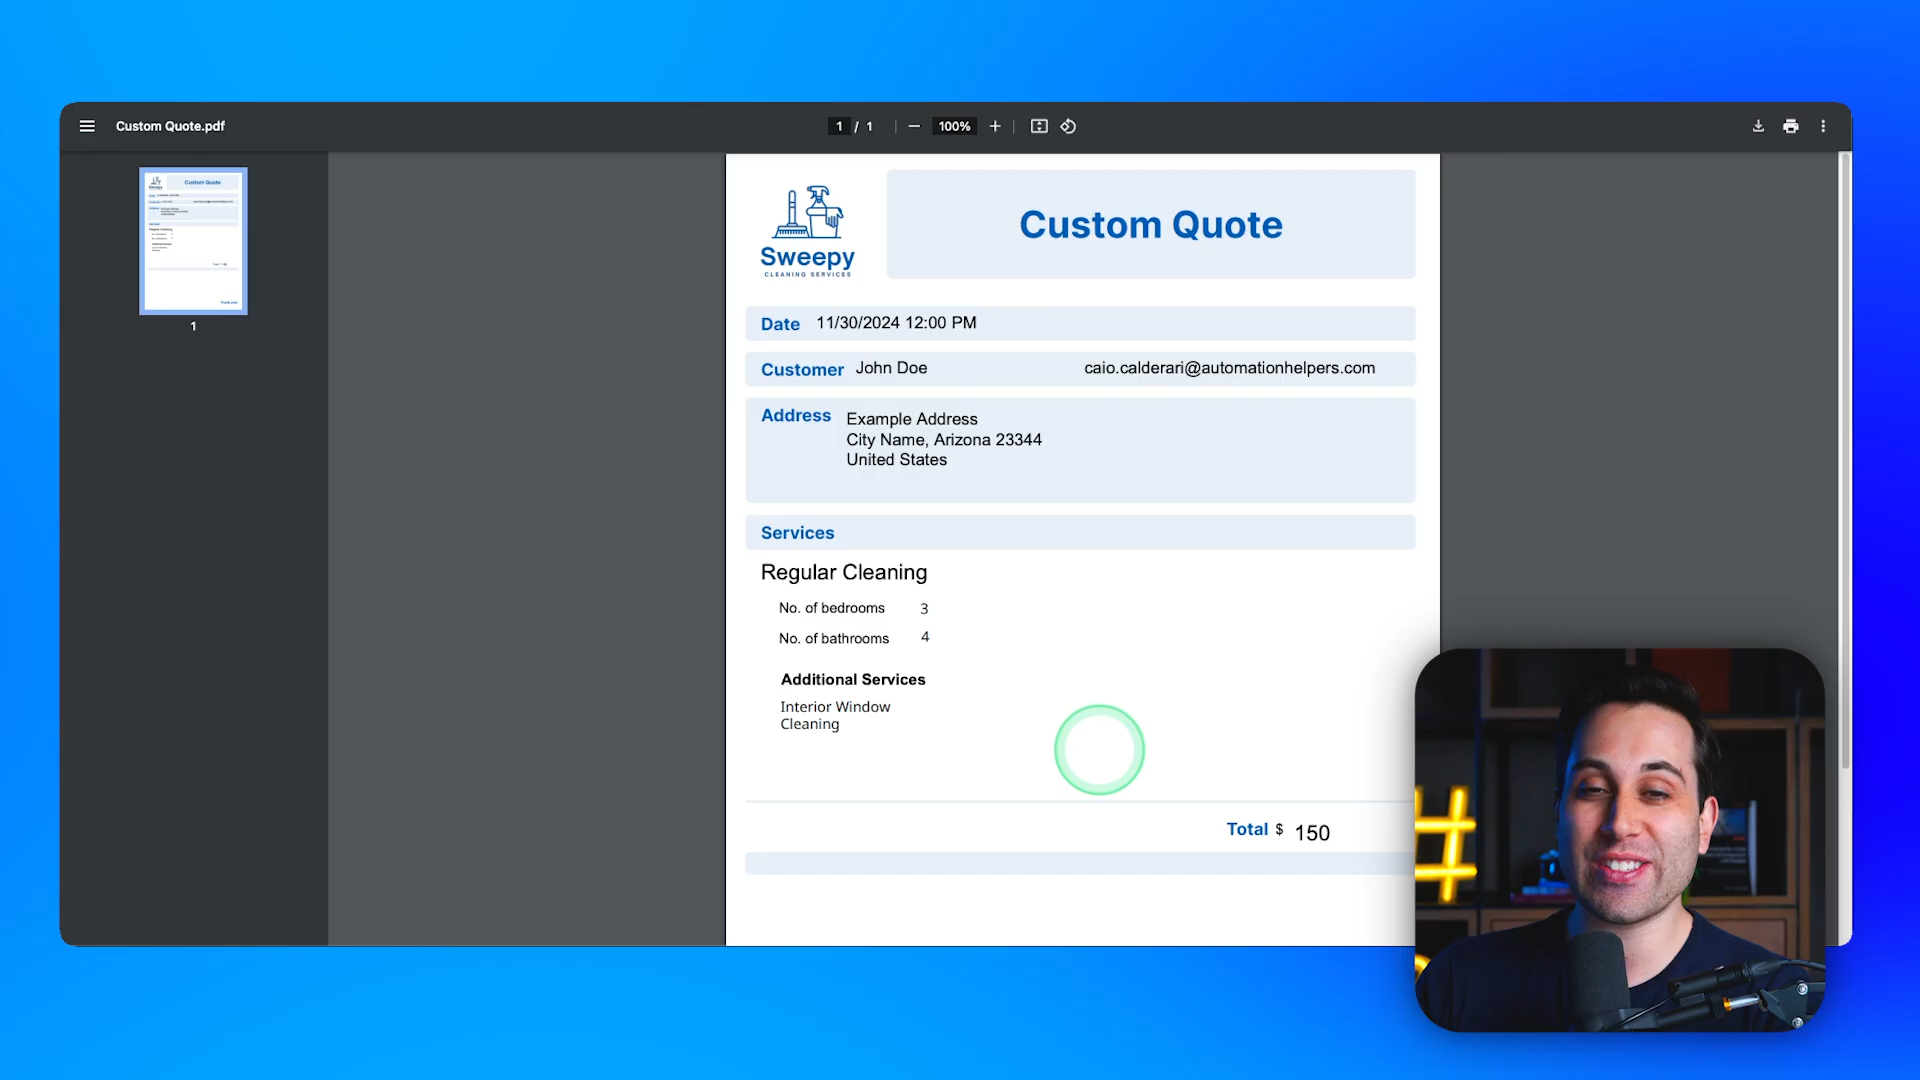 Custom Quote.pdf
1 / 1
100%
Custom Quote
1
Sweepy
CLEANING SERVICES
Custom Quote
Date 11/30/2024 12:00 PM
Customer John Doe caio.calderari@automationhelpers.com
Address Example Address
City Name, Arizona 23344
United States
Services
Regular Cleaning
No. of bedrooms 3
No. of bathrooms 4
Additional Services
Interior Window
Cleaning
Total $ 150
#